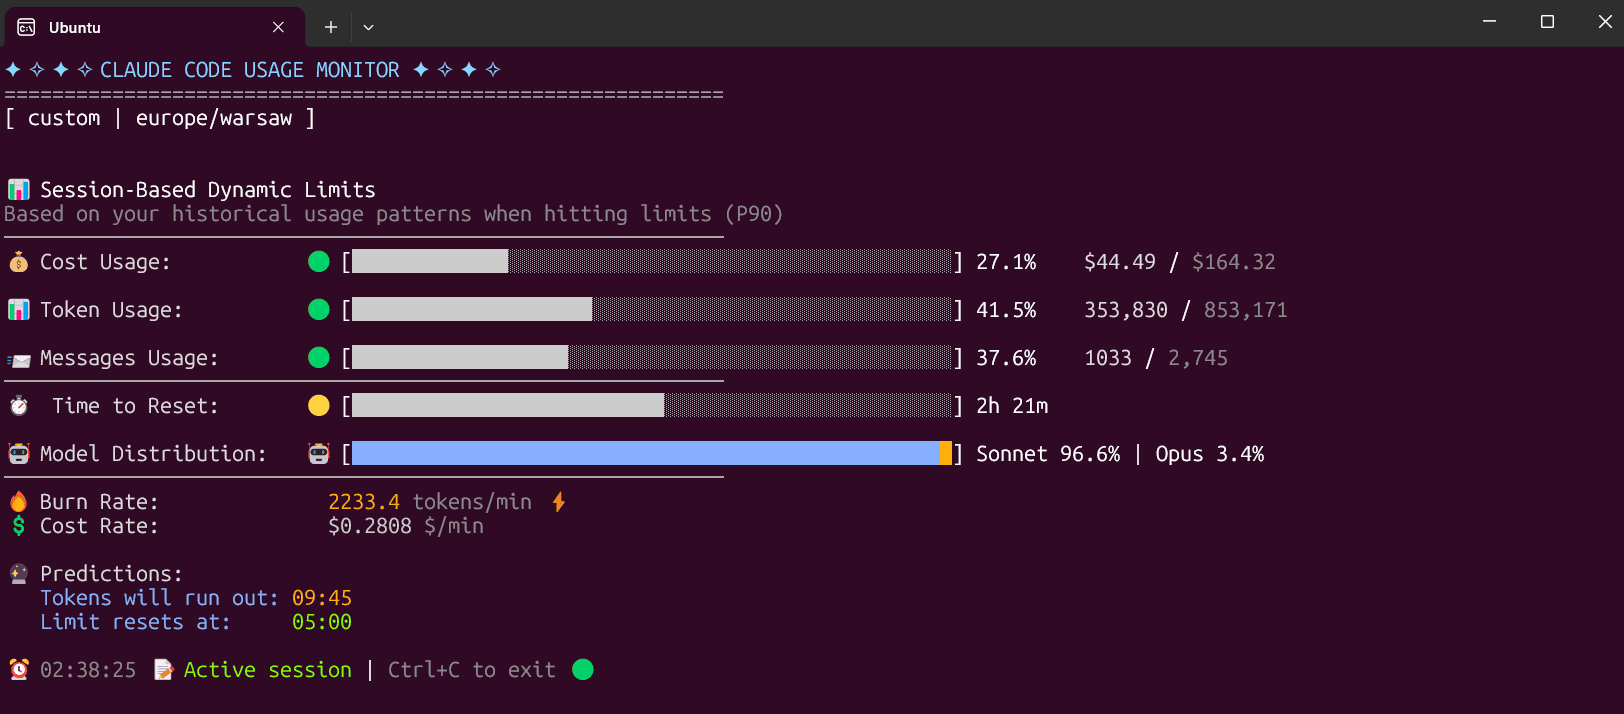 Ubuntu
✦ ✧ ✦ ✧ CLAUDE CODE USAGE MONITOR ✦ ✧ ✦ ✧
============================================================
[ custom | europe/warsaw ]
📊 Session-Based Dynamic Limits
Based on your historical usage patterns when hitting limits (P90)
💰 Cost Usage: 🟢 [ ] 27.1% $44.49 / $164.32
📊 Token Usage: 🟢 [ ] 41.5% 353,830 / 853,171
📨 Messages Usage: 🟢 [ ] 37.6% 1033 / 2,745
⏱️ Time to Reset: 🟡 [ ] 2h 21m
🤖 Model Distribution: 🤖 [ ] Sonnet 96.6% | Opus 3.4%
🔥 Burn Rate: 2233.4 tokens/min ⚡
💲 Cost Rate: $0.2808 $/min
🔮 Predictions:
Tokens will run out: 09:45
Limit resets at: 05:00
⏰ 02:38:25 📝 Active session | Ctrl+C to exit 🟢